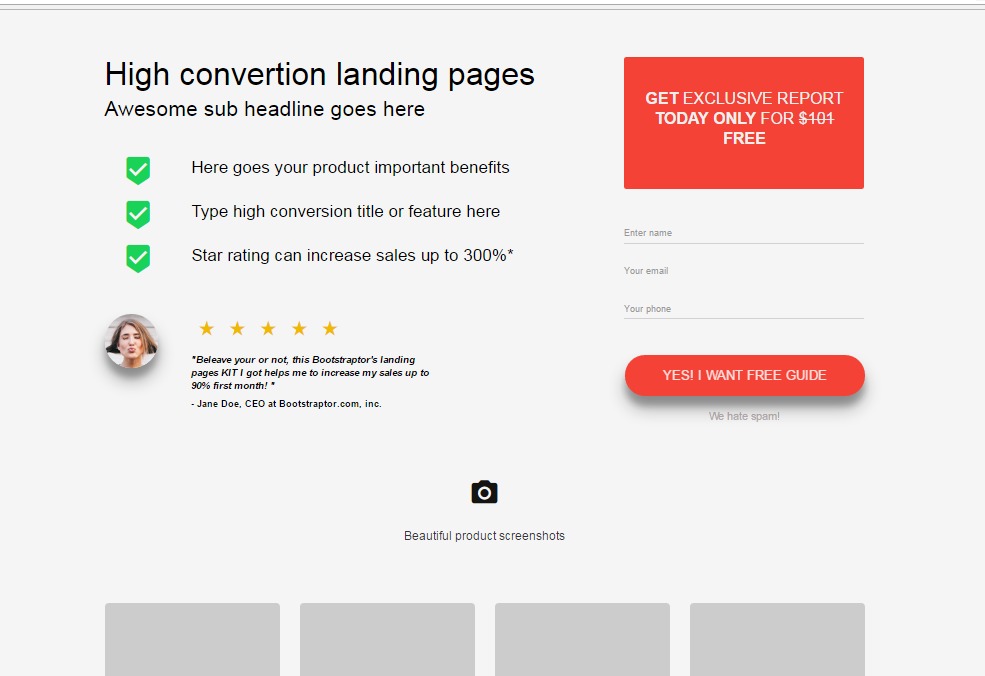 High convertion landing pages
Awesome sub headline goes here
Here goes your product important benefits
Type high conversion title or feature here
Star rating can increase sales up to 300%*
"Beleave your or not, this Bootstraptor's landing
pages KIT I got helps me to increase my sales up to
90% first month! "
- Jane Doe, CEO at Bootstraptor.com, inc.
GET EXCLUSIVE REPORT
TODAY ONLY FOR $101
FREE
Enter name
Your email
Your phone
YES! I WANT FREE GUIDE
We hate spam!
Beautiful product screenshots